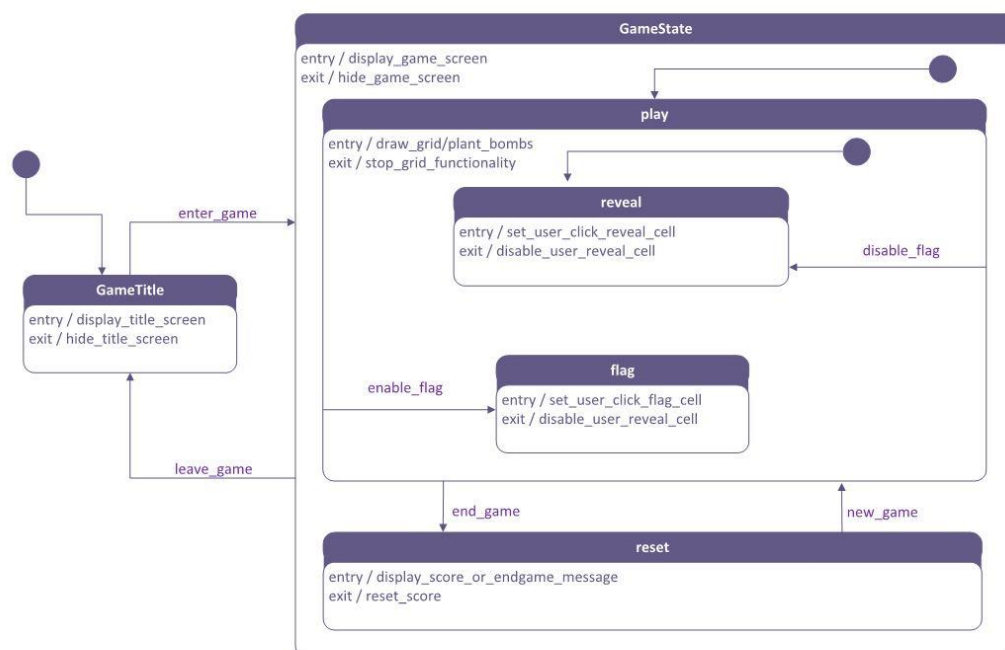 GameState
entry / display_game_screen
exit / hide_game_screen
play
entry / draw_grid/plant_bombs
exit / stop_grid_functionality
reveal
entry / set_user_click_reveal_cell
exit / disable_user_reveal_cell
enter_game
disable_flag
GameTitle
entry / display_title_screen
exit / hide_title_screen
flag
entry / set_user_click_flag_cell
exit / disable_user_reveal_cell
enable_flag
leave_game
end_game
new_game
reset
entry / display_score_or_endgame_message
exit / reset_score